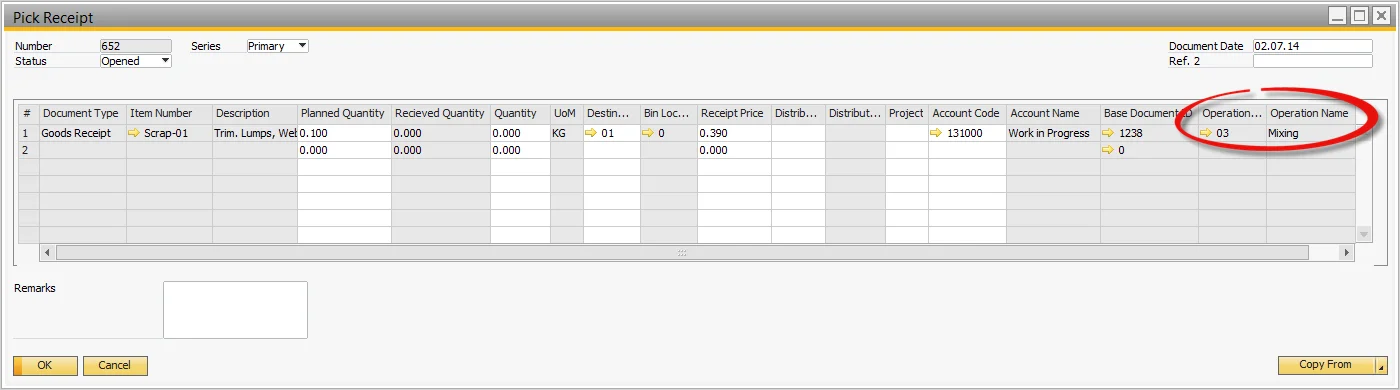 Pick Receipt
Number 652 Series Primary Document Date 02.07.14
Status Opened Ref. 2
# Document Type Item Number Description Planned Quantity Recieved Quantity Quantity UoM Destin... Bin Loc... Receipt Price Distrib... Distribut... Project Account Code Account Name Base Document ID Operation... Operation Name
1 Goods Receipt Scrap-01 Trim. Lumps, Wel 0.100 0.000 0.000 KG 01 0 0.390 131000 Work in Progress 1238 03 Mixing
2 0.000 0.000 0.000 0.000 0
Remarks
OK Cancel Copy From